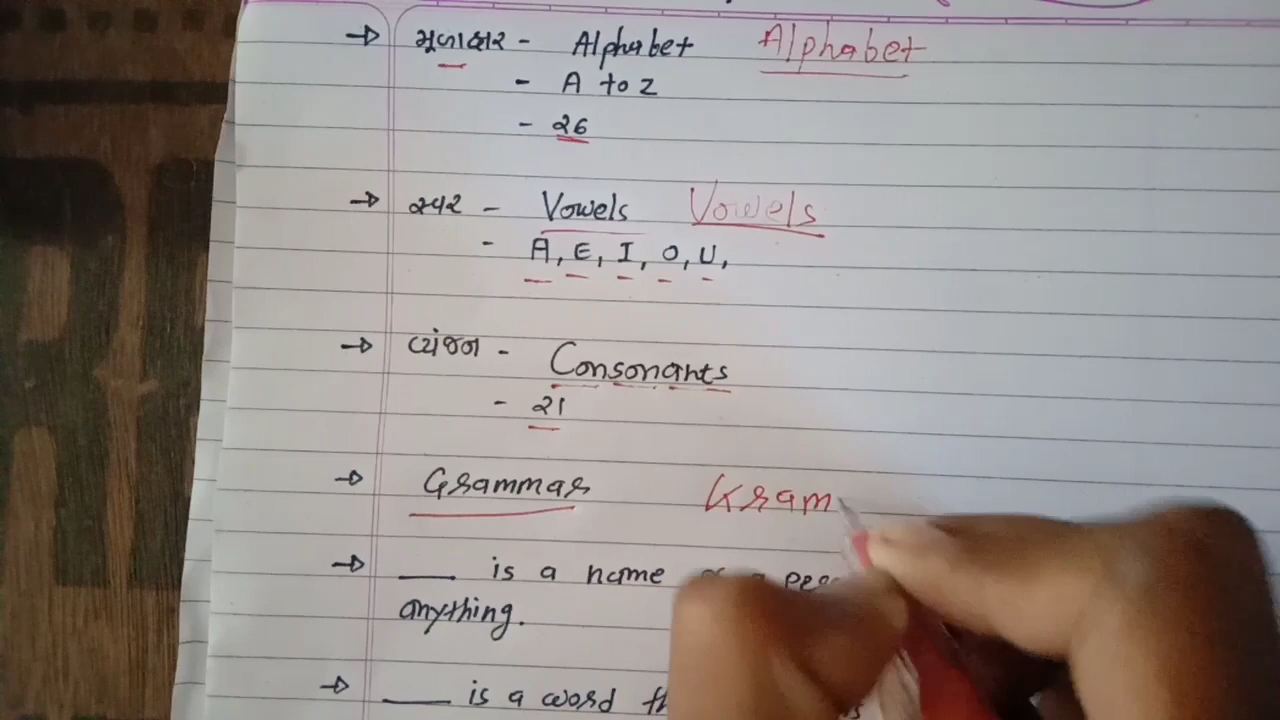 → મૂળાક્ષર - Alphabet Alphabet
- A to Z
- 26
→ સ્વર - Vowels Vowels
- A, E, I, O, U,
→ વ્યંજન - Consonants
- 21
→ Grammar Kram
→ ___ is a name
anything.
→ ___ is a word